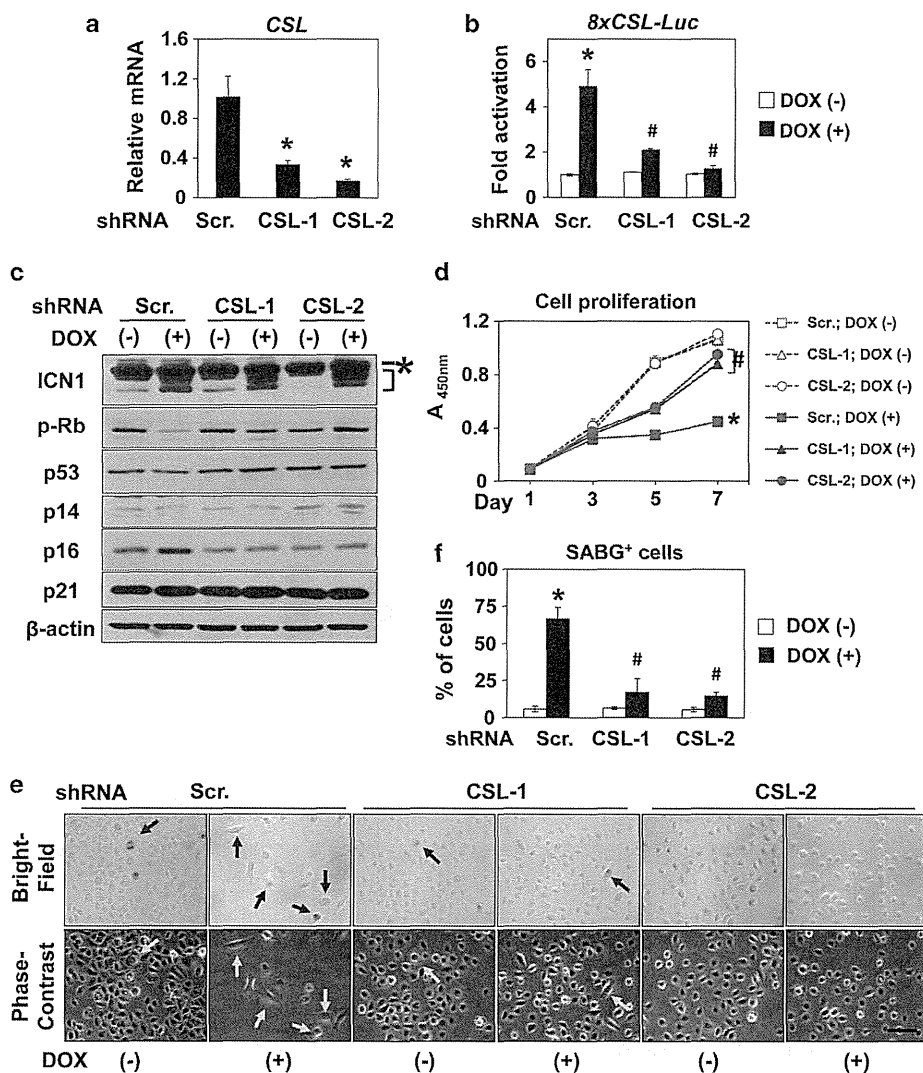 a
CSL
Relative mRNA
1.6
1.2
0.8
0.4
0
*
*
shRNA Scr. CSL-1 CSL-2
b
8xCSL-Luc
Fold activation
6
4
2
0
*
#
#
shRNA Scr. CSL-1 CSL-2
DOX (-)
DOX (+)
c
shRNA Scr. CSL-1 CSL-2
DOX (-) (+) (-) (+) (-) (+)
ICN1
*
p-Rb
p53
p14
p16
p21
β-actin
d
Cell proliferation
A 450nm
1.2
0.8
0.4
0
#
*
Day 1 3 5 7
Scr.; DOX (-)
CSL-1; DOX (-)
CSL-2; DOX (-)
Scr.; DOX (+)
CSL-1; DOX (+)
CSL-2; DOX (+)
f
SABG+ cells
% of cells
100
75
50
25
0
*
#
#
shRNA Scr. CSL-1 CSL-2
DOX (-)
DOX (+)
e
shRNA Scr. CSL-1 CSL-2
Bright-
Field
Phase-
Contrast
DOX (-) (+) (-) (+) (-) (+)